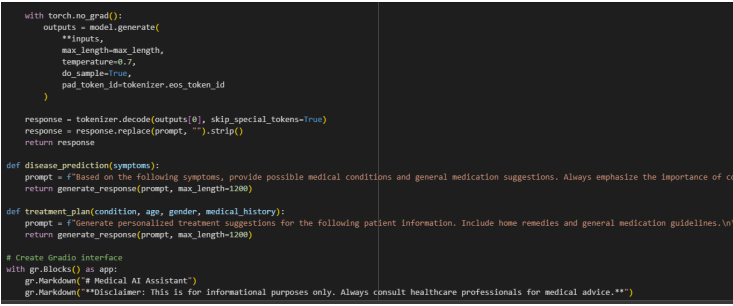 with torch.no_grad():
outputs = model.generate(
**inputs,
max_length=max_length,
temperature=0.7,
do_sample=True,
pad_token_id=tokenizer.eos_token_id
)
response = tokenizer.decode(outputs[0], skip_special_tokens=True)
response = response.replace(prompt, "").strip()
return response
def disease_prediction(symptoms):
prompt = f"Based on the following symptoms, provide possible medical conditions and general medication suggestions. Always emphasize the importance of
return generate_response(prompt, max_length=1200)
def treatment_plan(condition, age, gender, medical_history):
prompt = f"Generate personalized treatment suggestions for the following patient information. Include home remedies and general medication guidelines.\n
return generate_response(prompt, max_length=1200)
# Create Gradio interface
with gr.Blocks() as app:
gr.Markdown("# Medical AI Assistant")
gr.Markdown("**Disclaimer: This is for informational purposes only. Always consult healthcare professionals for medical advice.**")